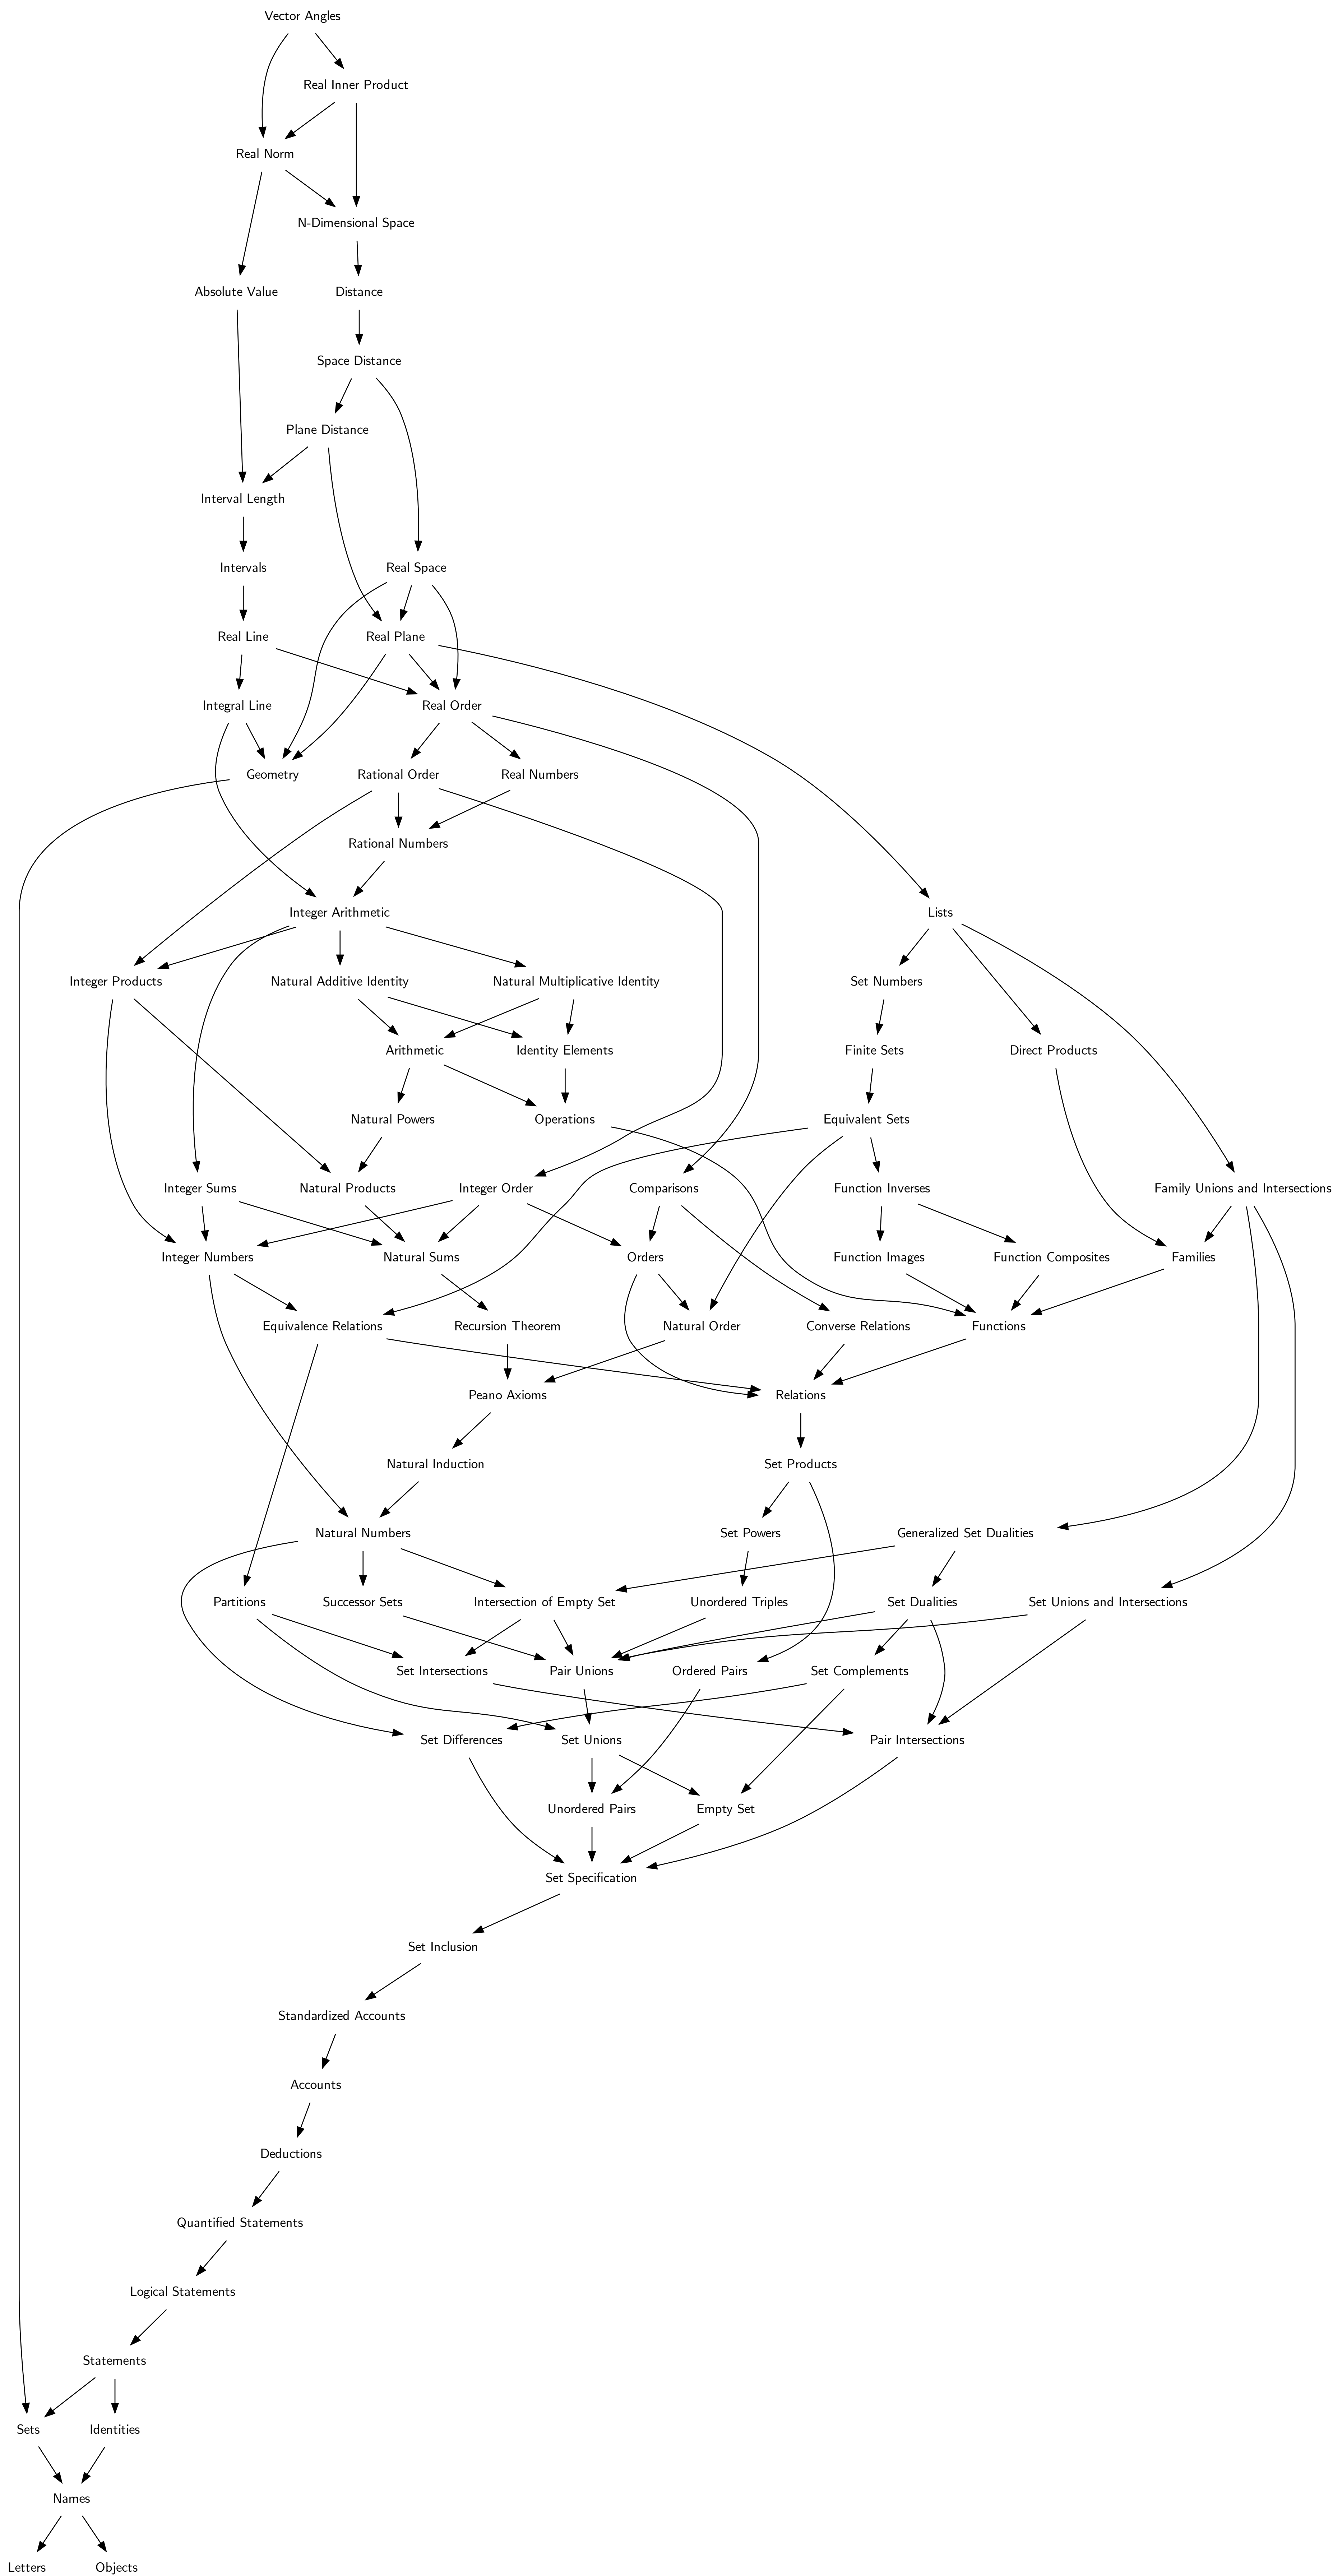 Vector Angles
Real Inner Product
Real Norm
N-Dimensional Space
Absolute Value
Distance
Space Distance
Plane Distance
Interval Length
Intervals
Real Space
Real Line
Real Plane
Integral Line
Real Order
Geometry
Rational Order
Real Numbers
Rational Numbers
Integer Arithmetic
Lists
Integer Products
Natural Additive Identity
Natural Multiplicative Identity
Set Numbers
Arithmetic
Identity Elements
Finite Sets
Direct Products
Natural Powers
Operations
Equivalent Sets
Integer Sums
Natural Products
Integer Order
Comparisons
Function Inverses
Family Unions and Intersections
Integer Numbers
Natural Sums
Orders
Function Images
Function Composites
Families
Equivalence Relations
Recursion Theorem
Natural Order
Converse Relations
Functions
Peano Axioms
Relations
Natural Induction
Set Products
Natural Numbers
Set Powers
Generalized Set Dualities
Partitions
Successor Sets
Intersection of Empty Set
Unordered Triples
Set Dualities
Set Unions and Intersections
Set Intersections
Pair Unions
Ordered Pairs
Set Complements
Set Differences
Set Unions
Pair Intersections
Unordered Pairs
Empty Set
Set Specification
Set Inclusion
Standardized Accounts
Accounts
Deductions
Quantified Statements
Logical Statements
Statements
Sets
Identities
Names
Letters
Objects